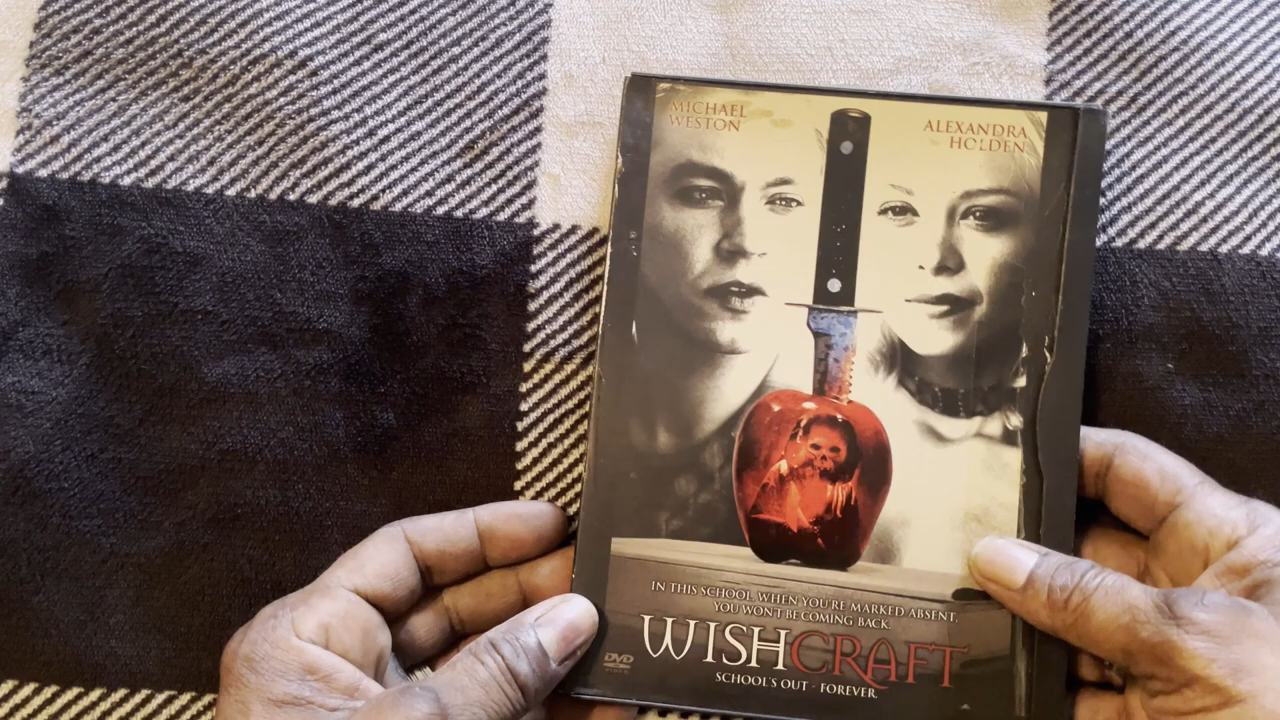 MICHAEL
WESTON
ALEXANDRA
HOLDEN
IN THIS SCHOOL, WHEN YOU'RE MARKED ABSENT,
YOU WON'T BE COMING BACK.
WISHCRAFT
DVD
VIDEO
SCHOOL'S OUT - FOREVER.